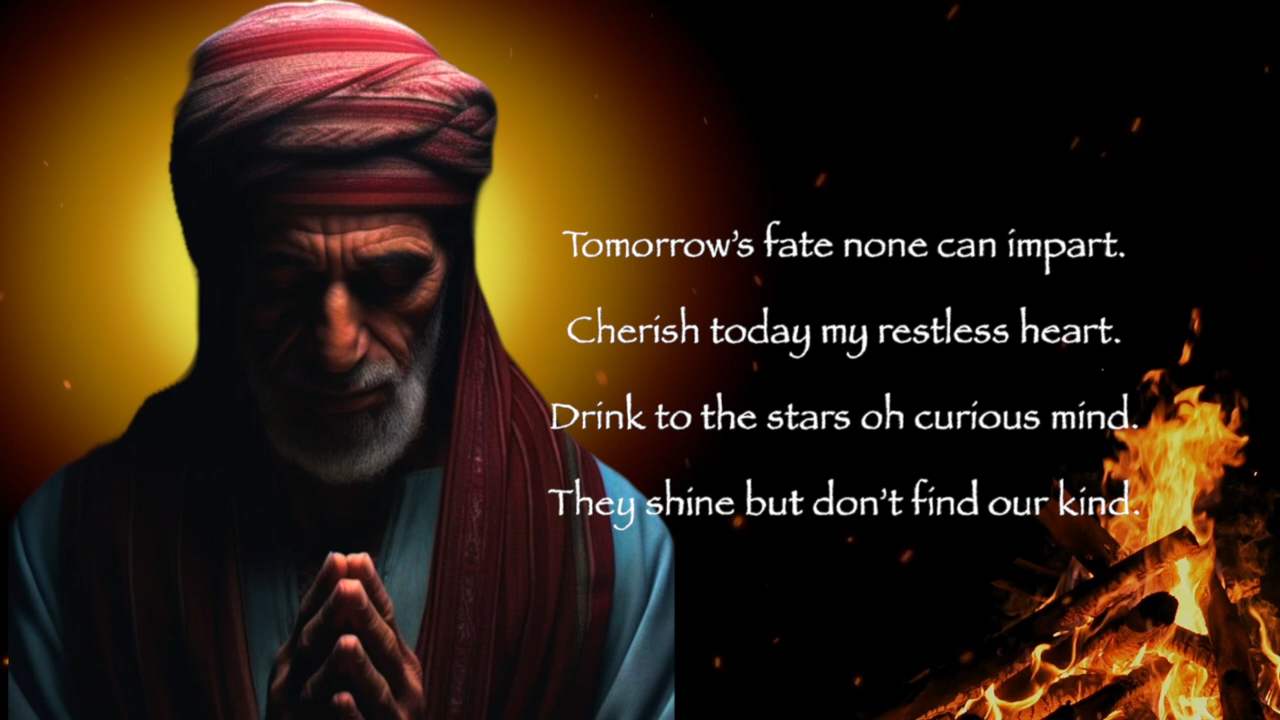 Tomorrow's fate none can impart.
Cherish today my restless heart.
Drink to the stars oh curious mind.
They shine but don't find our kind.